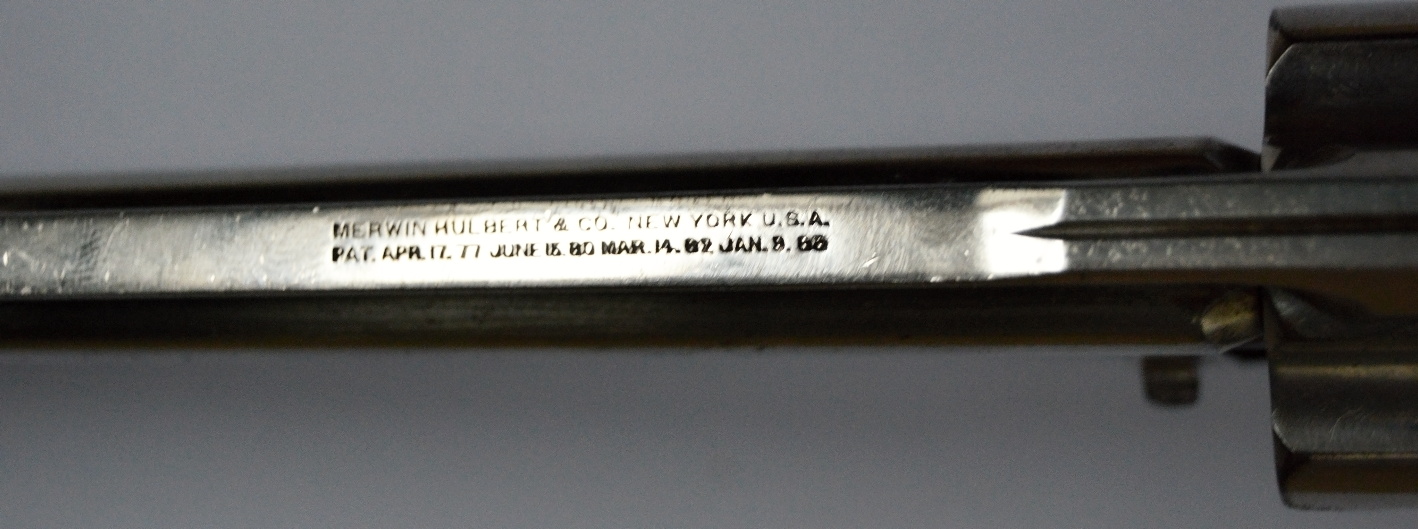 MERWIN HULBERT & CO. NEW YORK U.S.A.
PAT. APR. 17. 77 JUNE 15. 80 MAR. 14. 82 JAN. 9. 83